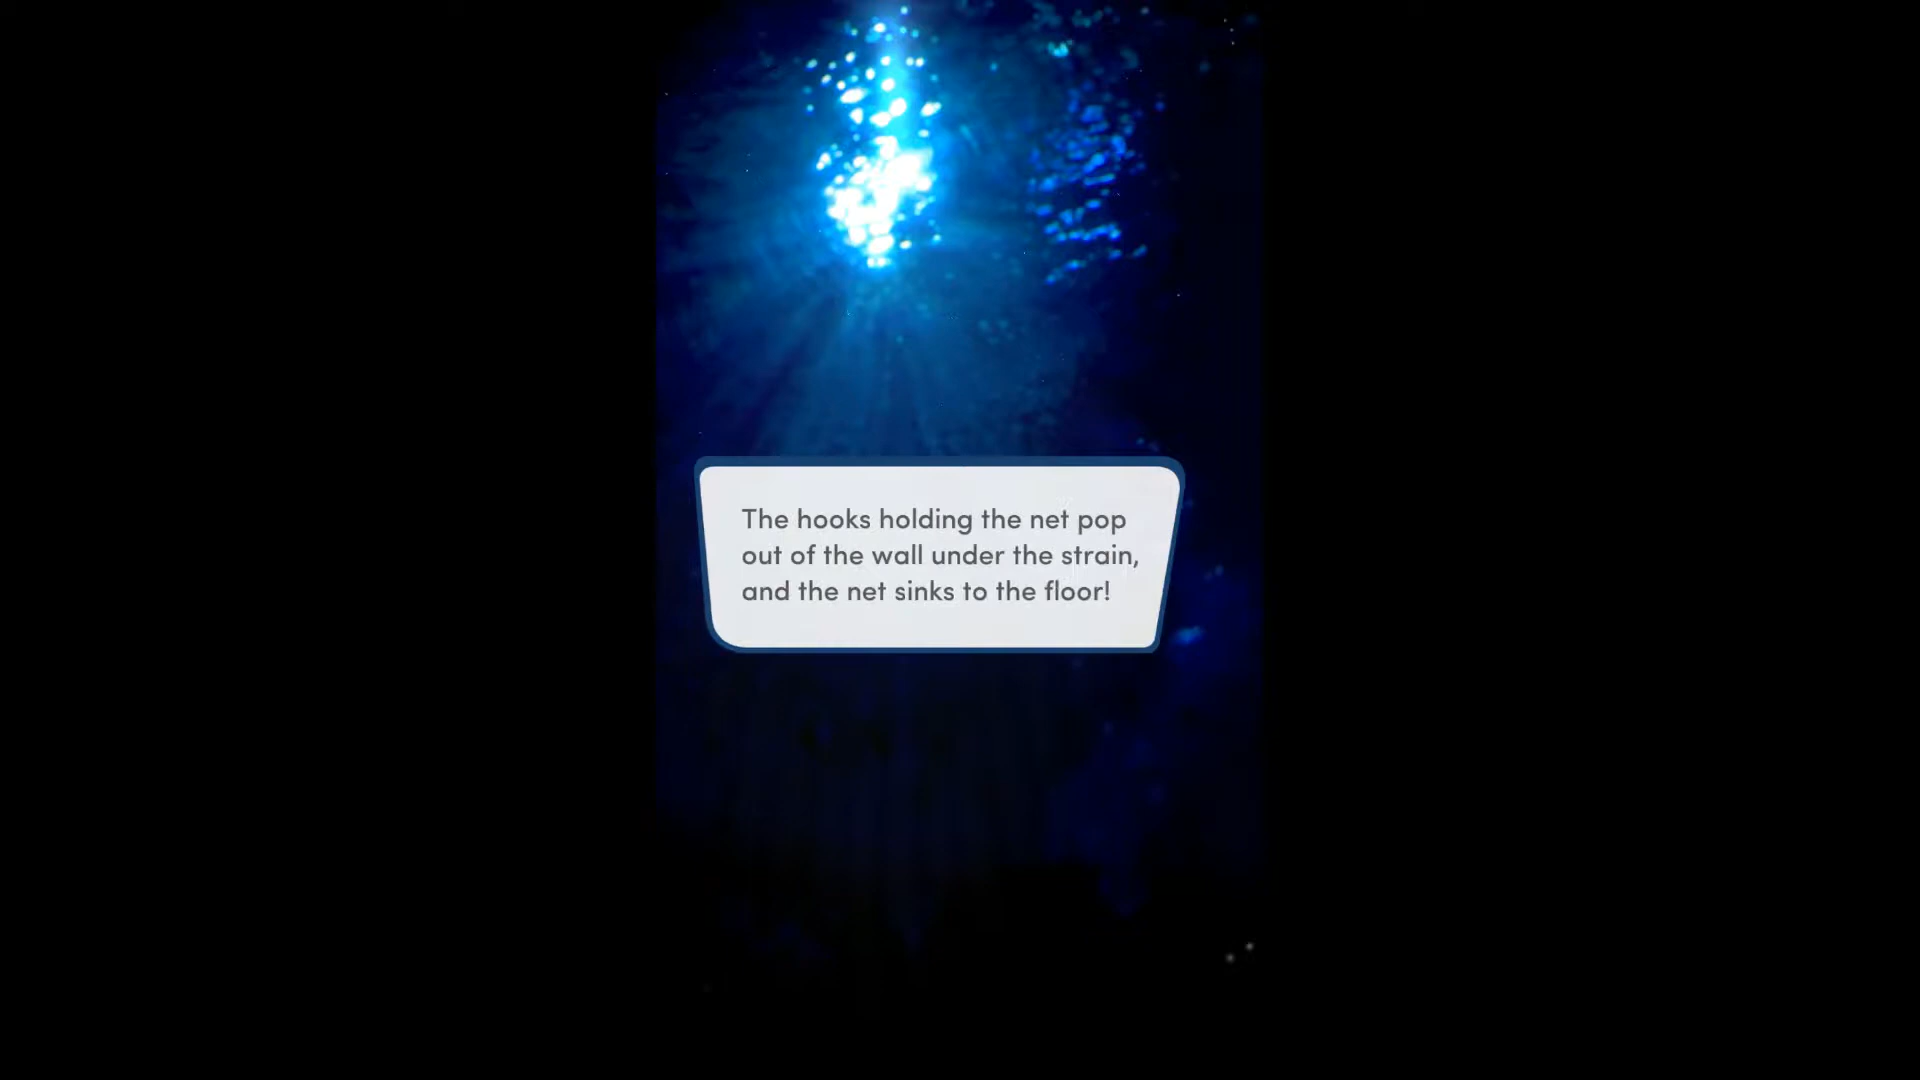 The hooks holding the net pop
out of the wall under the strain,
and the net sinks to the floor!